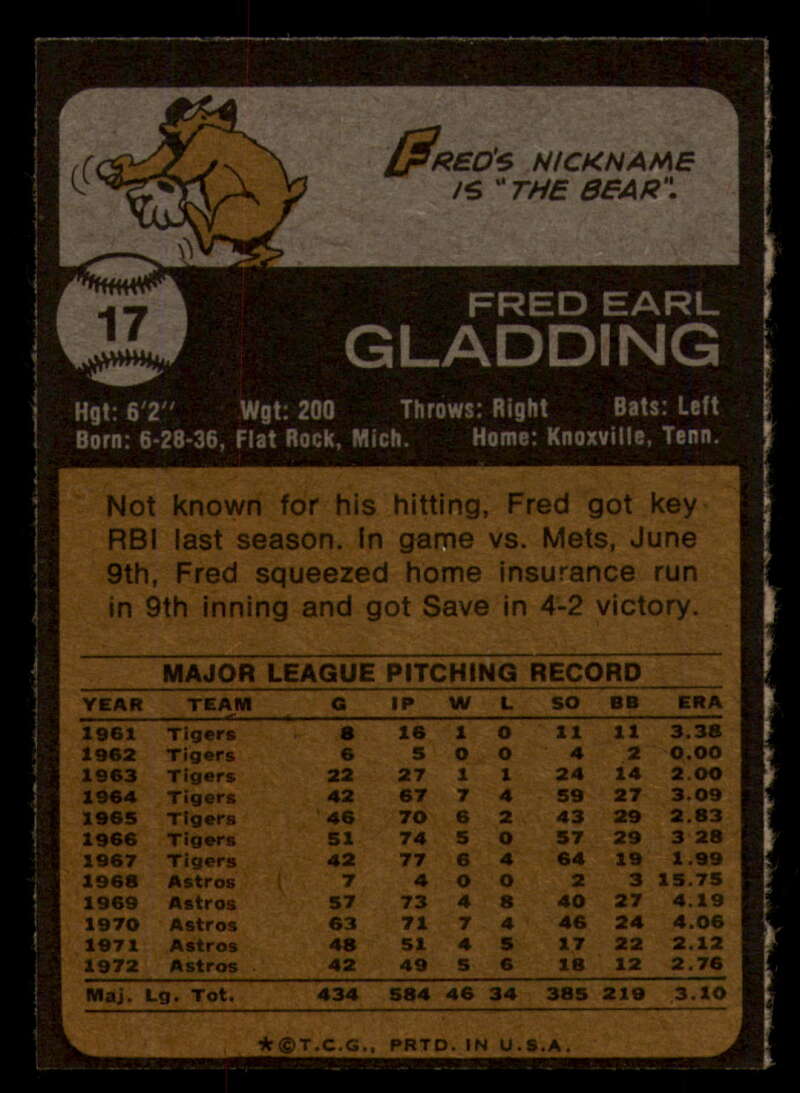 FRED'S NICKNAME
IS "THE BEAR".
17
FRED EARL
GLADDING
Hgt: 6'2" Wgt: 200 Throws: Right Bats: Left
Born: 6-28-36, Flat Rock, Mich. Home: Knoxville, Tenn.
Not known for his hitting, Fred got key
RBI last season. In game vs. Mets, June
9th, Fred squeezed home insurance run
in 9th inning and got Save in 4-2 victory.
MAJOR LEAGUE PITCHING RECORD
YEAR TEAM G IP W L SO BB ERA
1961 Tigers 8 16 1 0 11 11 3.38
1962 Tigers 6 5 0 0 4 2 0.00
1963 Tigers 22 27 1 1 24 14 2.00
1964 Tigers 42 67 7 4 59 27 3.09
1965 Tigers 46 70 6 2 43 29 2.83
1966 Tigers 51 74 5 0 57 29 3 28
1967 Tigers 42 77 6 4 64 19 1.99
1968 Astros 7 4 0 0 2 3 15.75
1969 Astros 57 73 4 8 40 27 4.19
1970 Astros 63 71 7 4 46 24 4.06
1971 Astros 48 51 4 5 17 22 2.12
1972 Astros 42 49 5 6 18 12 2.76
Maj. Lg. Tot. 434 584 46 34 385 219 3.10
★©T.C.G., PRTD. IN U.S.A.